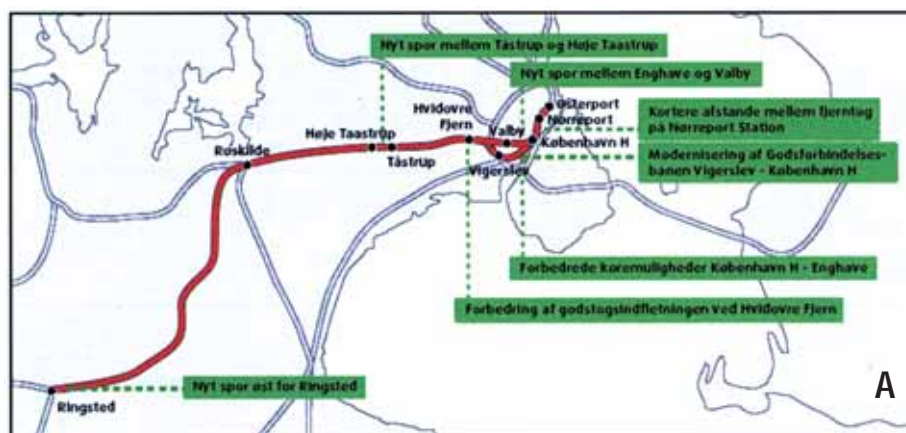 Nyt spor mellem Tåstrup og Høje Taastrup
Nyt spor mellem Enghave og Valby
Østerport
Nørreport
Kortere afstande mellem fjerntog
på Nørreport Station
Hvidovre
Fjern
Valby
København H
Høje Taastrup
Tåstrup
Roskilde
Vigerslev
Modernisering af Godsforbindelses-
banen Vigerslev - København H
Forbedrede køremuligheder København H - Enghave
Forbedring af godstogsindfletningen ved Hvidovre Fjern
Nyt spor øst for Ringsted
Ringsted
A